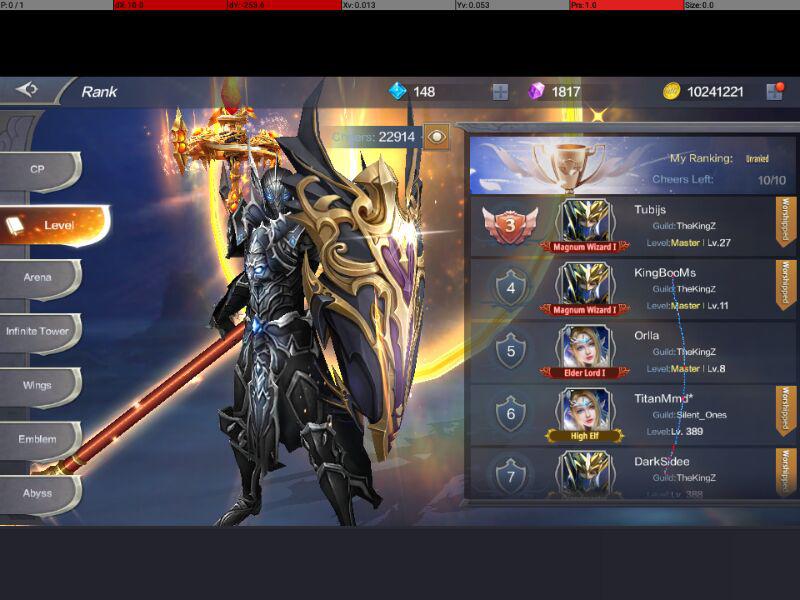 P: 0 / 1
dX: 10.0
dY: -253.6
Xv: 0.013
Yv: 0.053
Prs: 1.0
Size: 0.0
Rank
148
1817
10241221
Cheers: 22914
CP
Level
Arena
Infinite Tower
Wings
Emblem
Abyss
My Ranking: Unranked
Cheers Left: 10/10
3
Magnum Wizard I
Tubijs
Guild:TheKingZ
Level:Master | Lv.27
Worshipped
4
Magnum Wizard I
KingBooMs
Guild:TheKingZ
Level:Master | Lv.11
Worshipped
5
Elder Lord I
Orlla
Guild:TheKingZ
Level:Master | Lv.8
6
High Elf
TitanMmd*
Guild:Silent_Ones
Level:Lv. 389
Worshipped
7
DarkSidee
Guild:TheKingZ
Level:Lv. 388
Worshipped